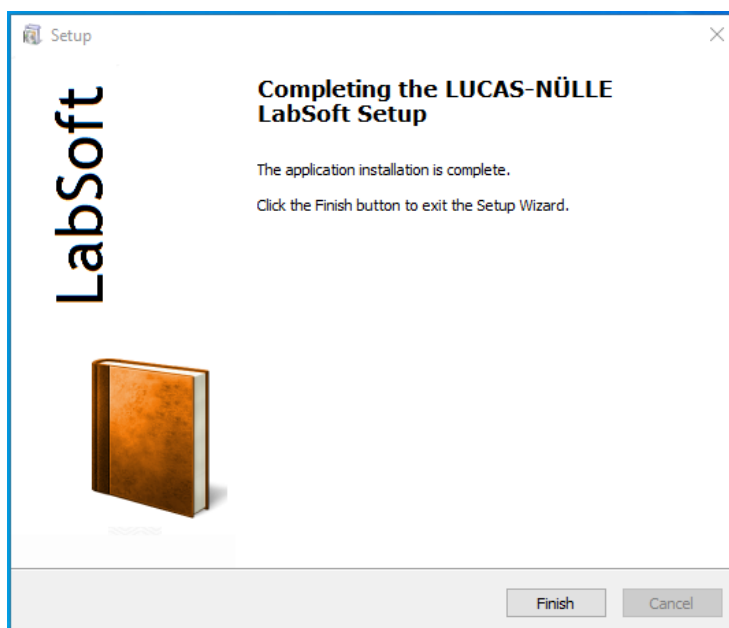 Setup
LabSoft
Completing the LUCAS-NÜLLE
LabSoft Setup
The application installation is complete.
Click the Finish button to exit the Setup Wizard.
Finish
Cancel